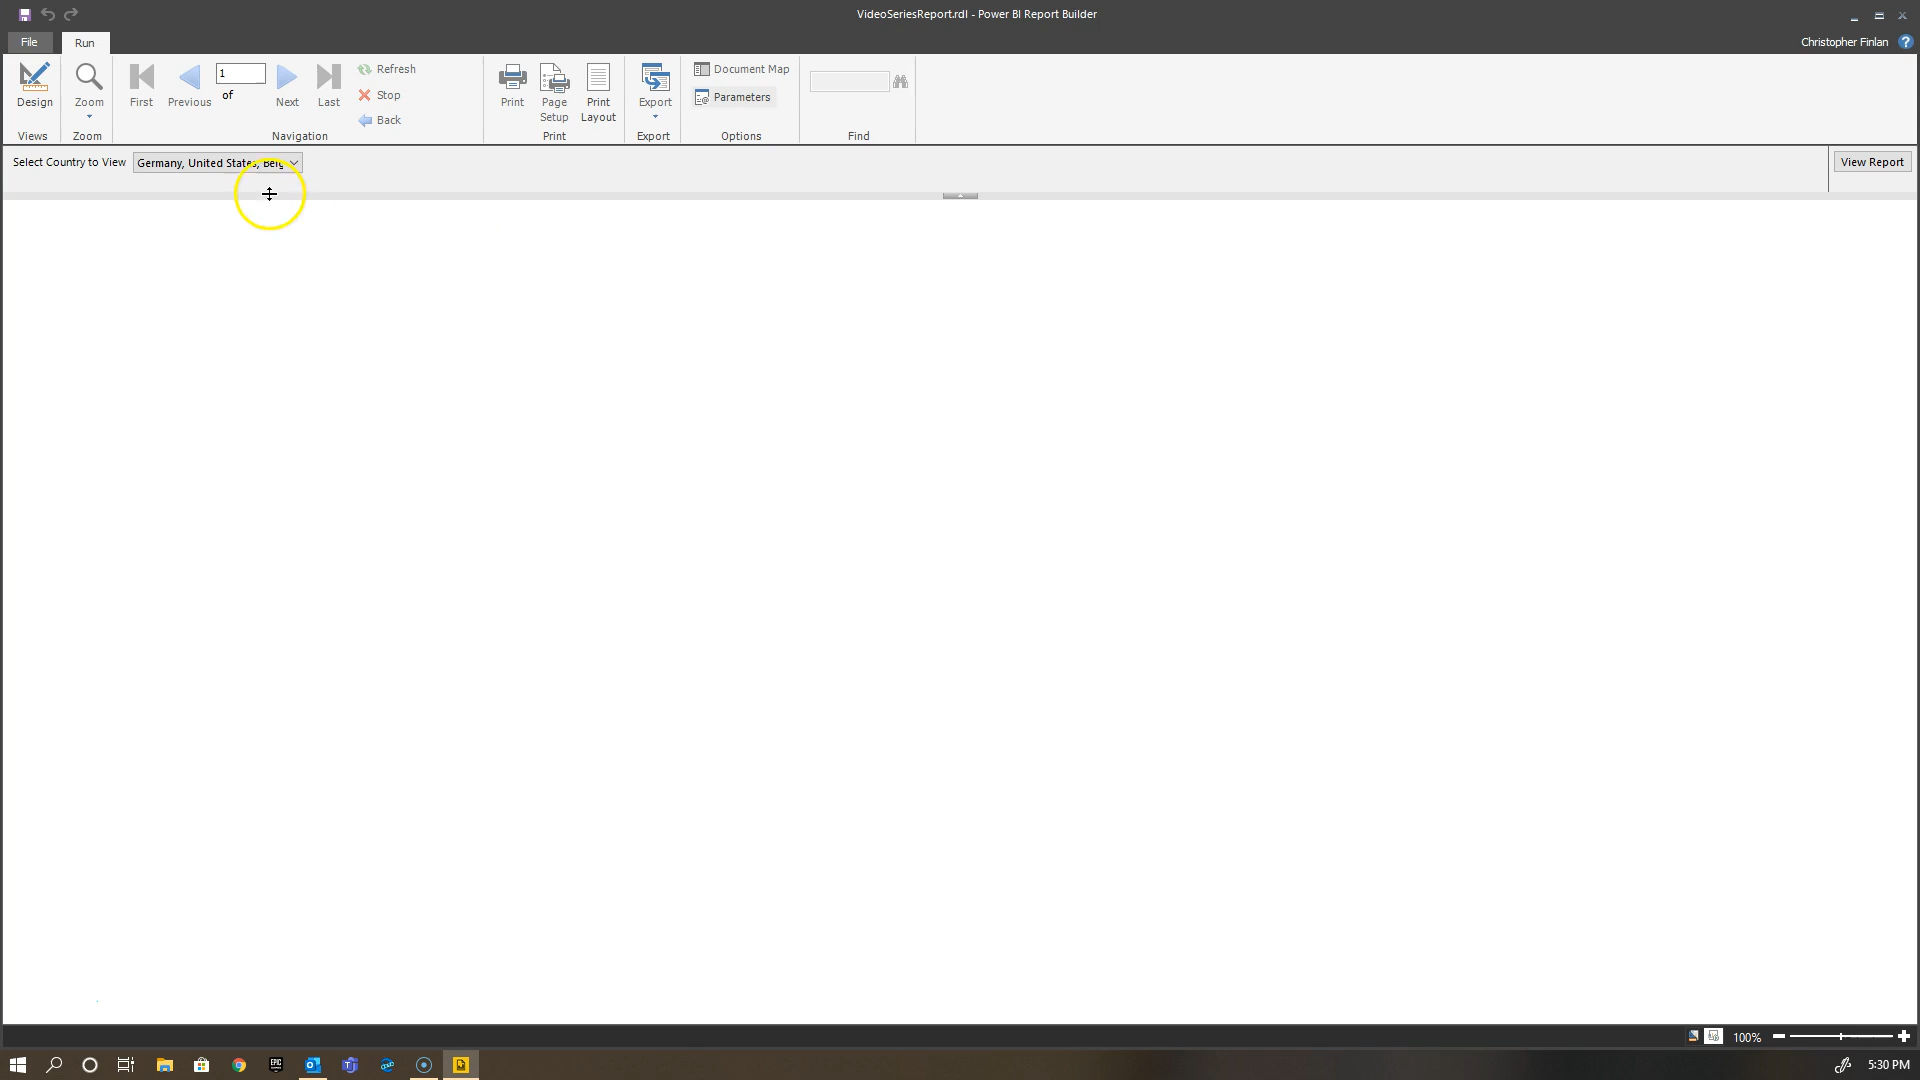 VideoSeriesReport.rdl - Power BI Report Builder
File
Run
Christopher Finlan
?
Design
Zoom
First
Previous
1
of
Next
Last
Refresh
Stop
Back
Print
Page
Setup
Print
Layout
Export
Document Map
Parameters
Views
Zoom
Navigation
Print
Export
Options
Find
Select Country to View
Germany, United States, Belg
View Report
100%
EPIC
5:30 PM